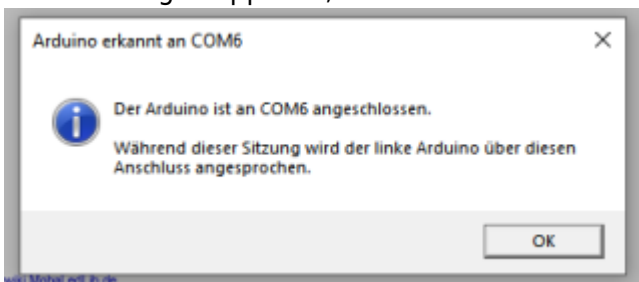 Arduino erkannt an COM6
Der Arduino ist an COM6 angeschlossen.
Während dieser Sitzung wird der linke Arduino über diesen
Anschluss angesprochen.
OK